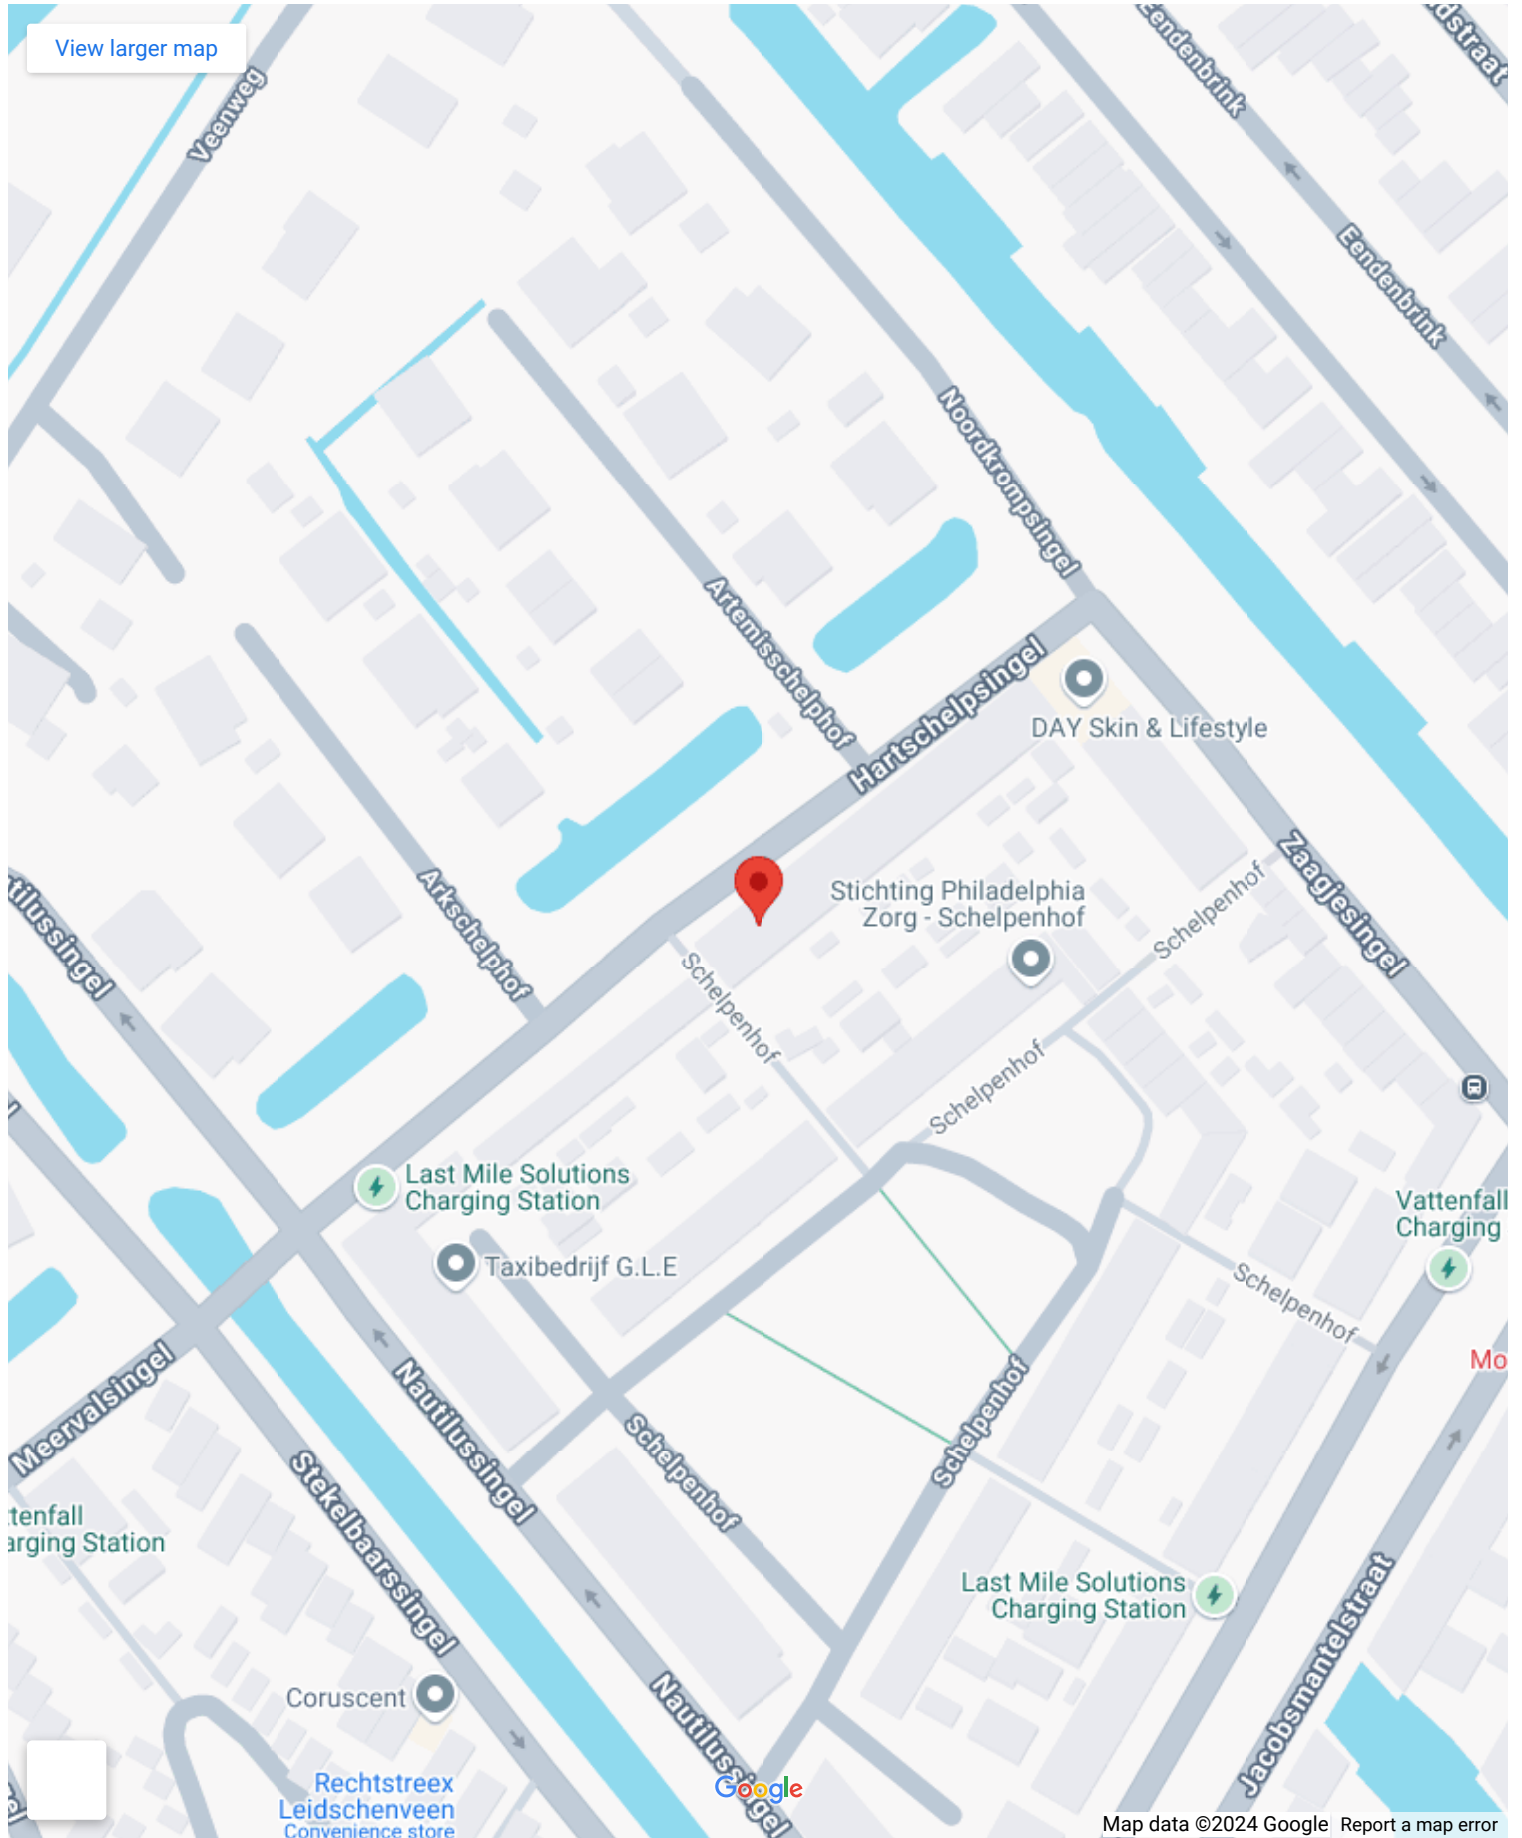 View larger map
Veenweg
Eendenbrink
dstraat
Eendenbrink
Noordkrompsingel
Artemisschelphof
Hartschelpsingel
DAY Skin & Lifestyle
Zaagjesingel
Arkschelphof
tilussingel
Stichting Philadelphia
Zorg - Schelpenhof
Schelpenhof
Schelpenhof
Schelpenhof
Last Mile Solutions
Charging Station
Taxibedrijf G.L.E
Vattenfall
Charging
Schelpenhof
Mo
Meervalsingel
Nautilussingel
Schelpenhof
Schelpenhof
Stekelbaarssingel
ttenfall
arging Station
Last Mile Solutions
Charging Station
Jacobsmantelstraat
Coruscent
Nautilussingel
Rechtstreex
Leidschenveen
Convenience store
Google
Map data ©2024 Google
Report a map error